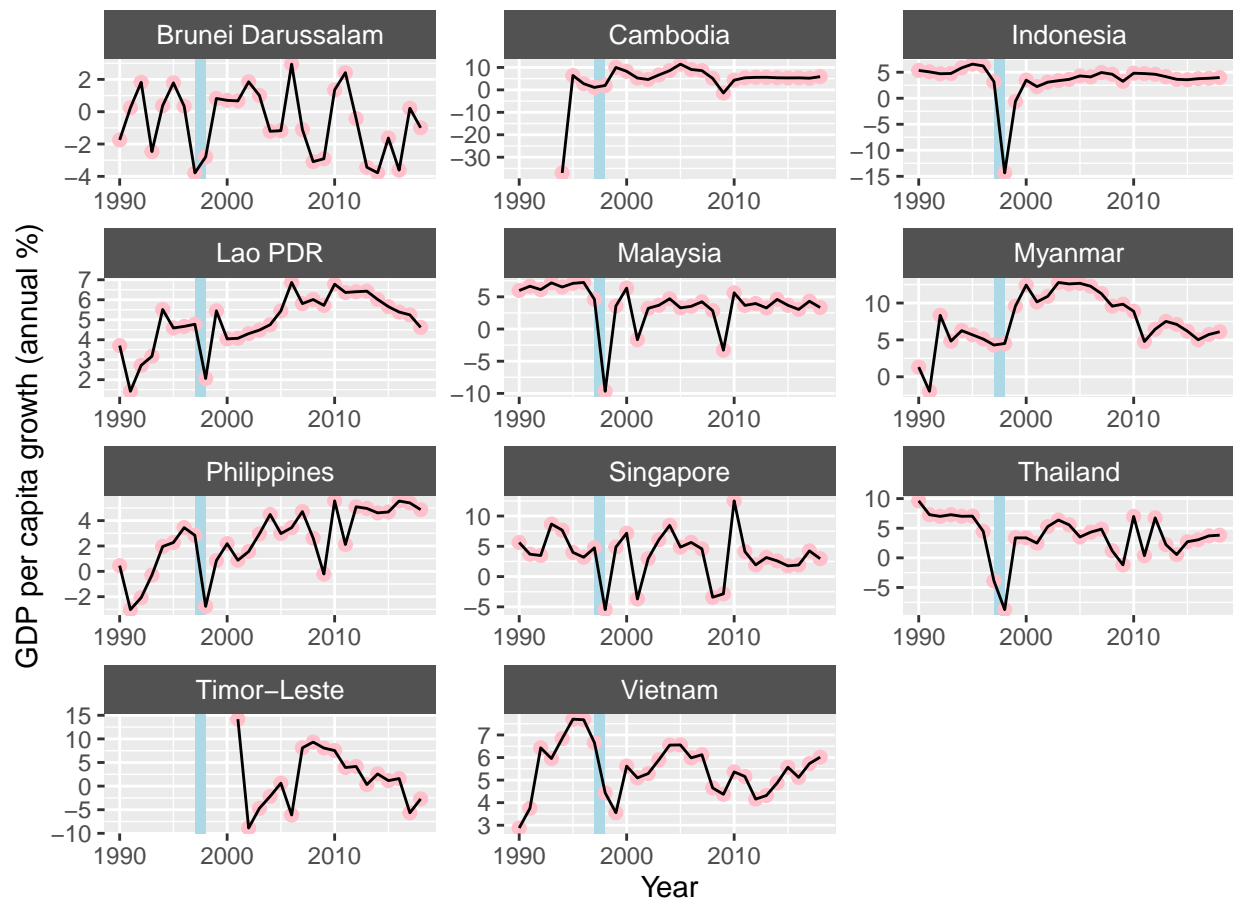 Brunei Darussalam
Cambodia
Indonesia
2
0
−2
−4
10
0
−10
−20
−30
5
0
−5
−10
−15
1990 2000 2010
1990 2000 2010
1990 2000 2010
Lao PDR
Malaysia
Myanmar
7
6
5
4
3
2
5
0
−5
−10
10
5
0
1990 2000 2010
1990 2000 2010
1990 2000 2010
Philippines
Singapore
Thailand
4
2
0
−2
10
5
0
−5
10
5
0
−5
1990 2000 2010
1990 2000 2010
1990 2000 2010
Timor−Leste
Vietnam
15
10
5
0
−5
−10
7
6
5
4
3
1990 2000 2010
1990 2000 2010
GDP per capita growth (annual %)
Year